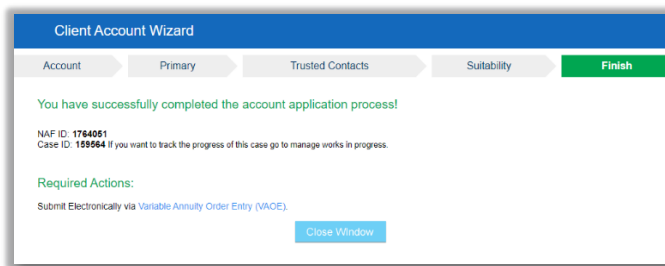 Client Account Wizard
Account Primary Trusted Contacts Suitability Finish
You have successfully completed the account application process!
NAF ID: 1764051
Case ID: 159564 If you want to track the progress of this case go to manage works in progress.
Required Actions:
Submit Electronically via Variable Annuity Order Entry (VAOE).
Close Window